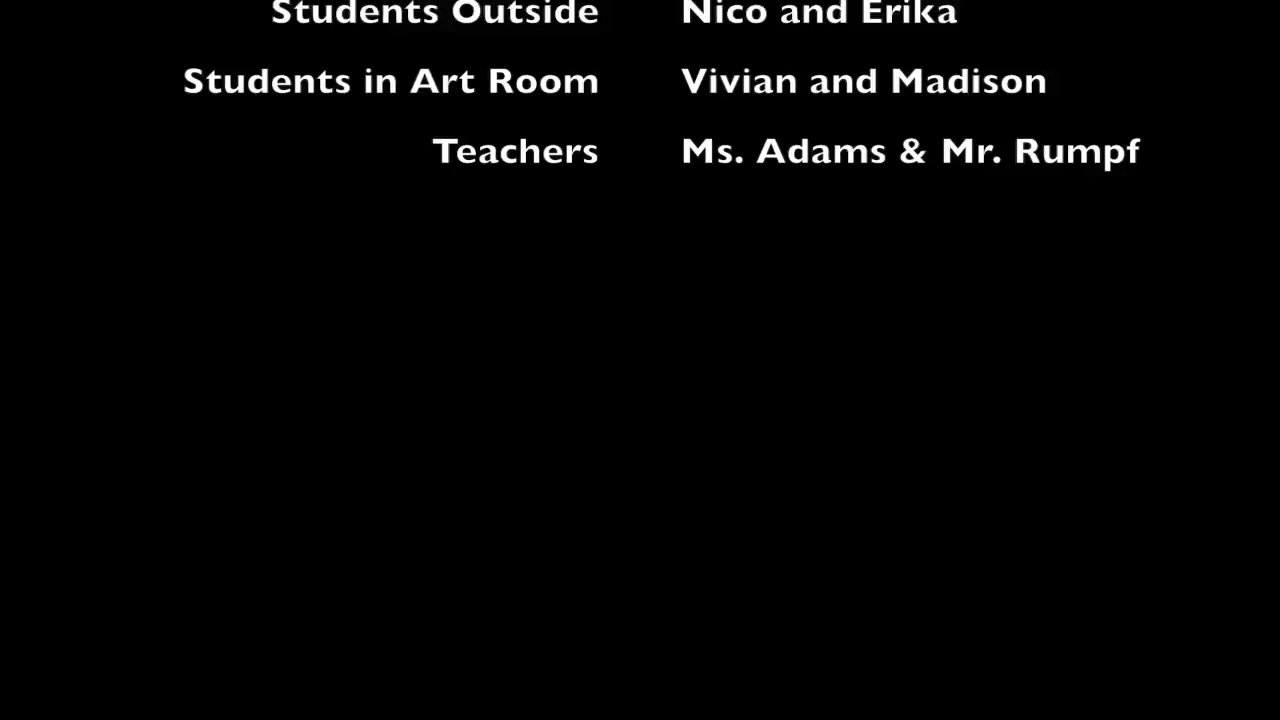 Students Outside Nico and Erika
Students in Art Room Vivian and Madison
Teachers Ms. Adams & Mr. Rumpf